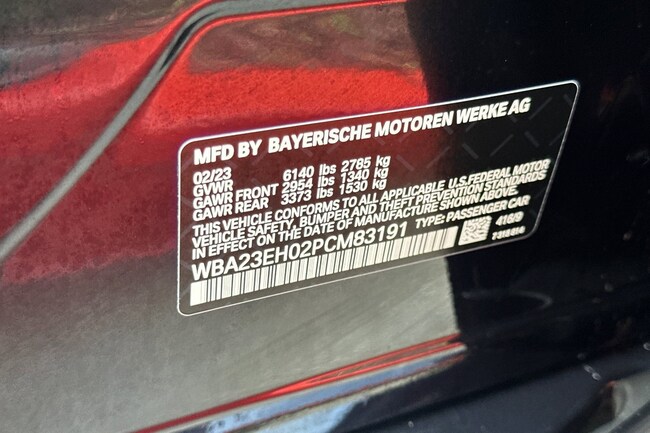 MFD BY BAYERISCHE MOTOREN WERKE AG
02/23
GVWR 6140 lbs 2785 kg
GAWR FRONT 2954 lbs 1340 kg
GAWR REAR 3373 lbs 1530 kg
THIS VEHICLE CONFORMS TO ALL APPLICABLE U.S. FEDERAL MOTOR
VEHICLE SAFETY, BUMPER AND THEFT PREVENTION STANDARDS
IN EFFECT ON THE DATE OF MANUFACTURE SHOWN ABOVE.
WBA23EH02PCM83191 TYPE: PASSENGER CAR